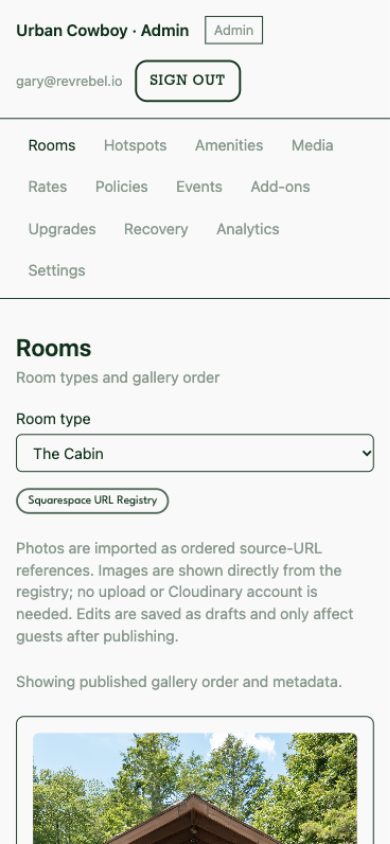 Urban Cowboy · Admin Admin
gary@revrebel.io SIGN OUT
Rooms Hotspots Amenities Media
Rates Policies Events Add-ons
Upgrades Recovery Analytics
Settings
Rooms
Room types and gallery order
Room type
The Cabin
Squarespace URL Registry
Photos are imported as ordered source-URL
references. Images are shown directly from the
registry; no upload or Cloudinary account is
needed. Edits are saved as drafts and only affect
guests after publishing.
Showing published gallery order and metadata.